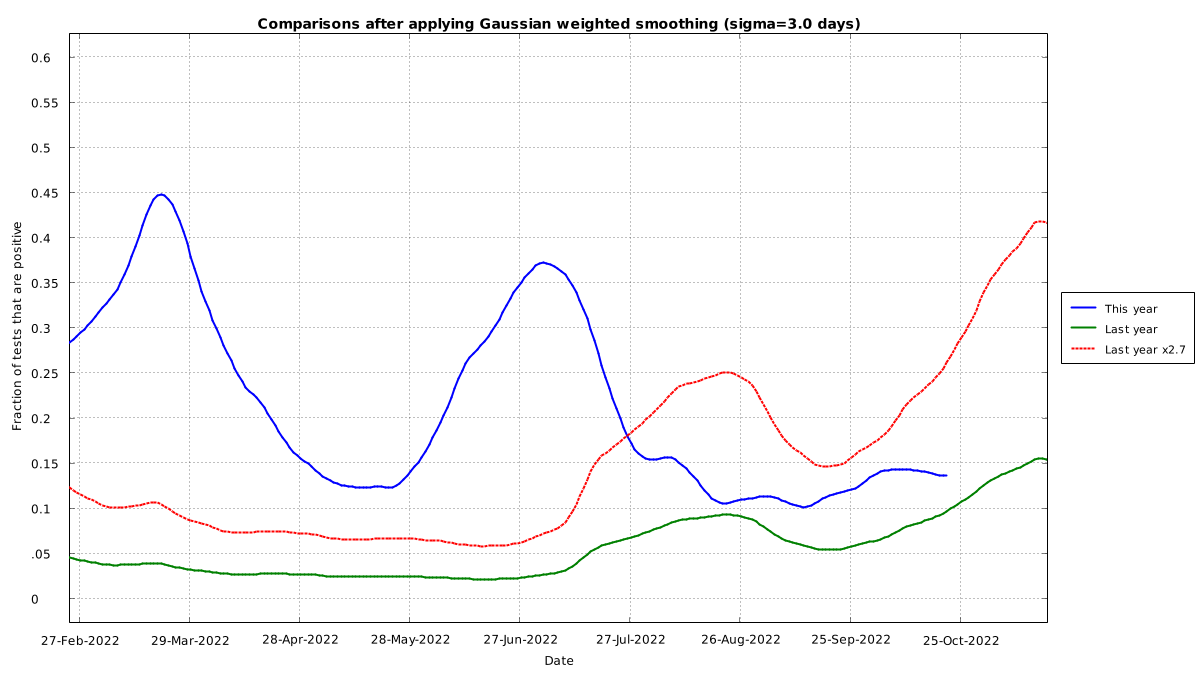 Comparisons after applying Gaussian weighted smoothing (sigma=3.0 days)
Fraction of tests that are positive
0.6
0.55
0.5
0.45
0.4
0.35
0.3
0.25
0.2
0.15
0.1
.05
0
27-Feb-2022 29-Mar-2022 28-Apr-2022 28-May-2022 27-Jun-2022 27-Jul-2022 26-Aug-2022 25-Sep-2022 25-Oct-2022
Date
This year
Last year
Last year x2.7